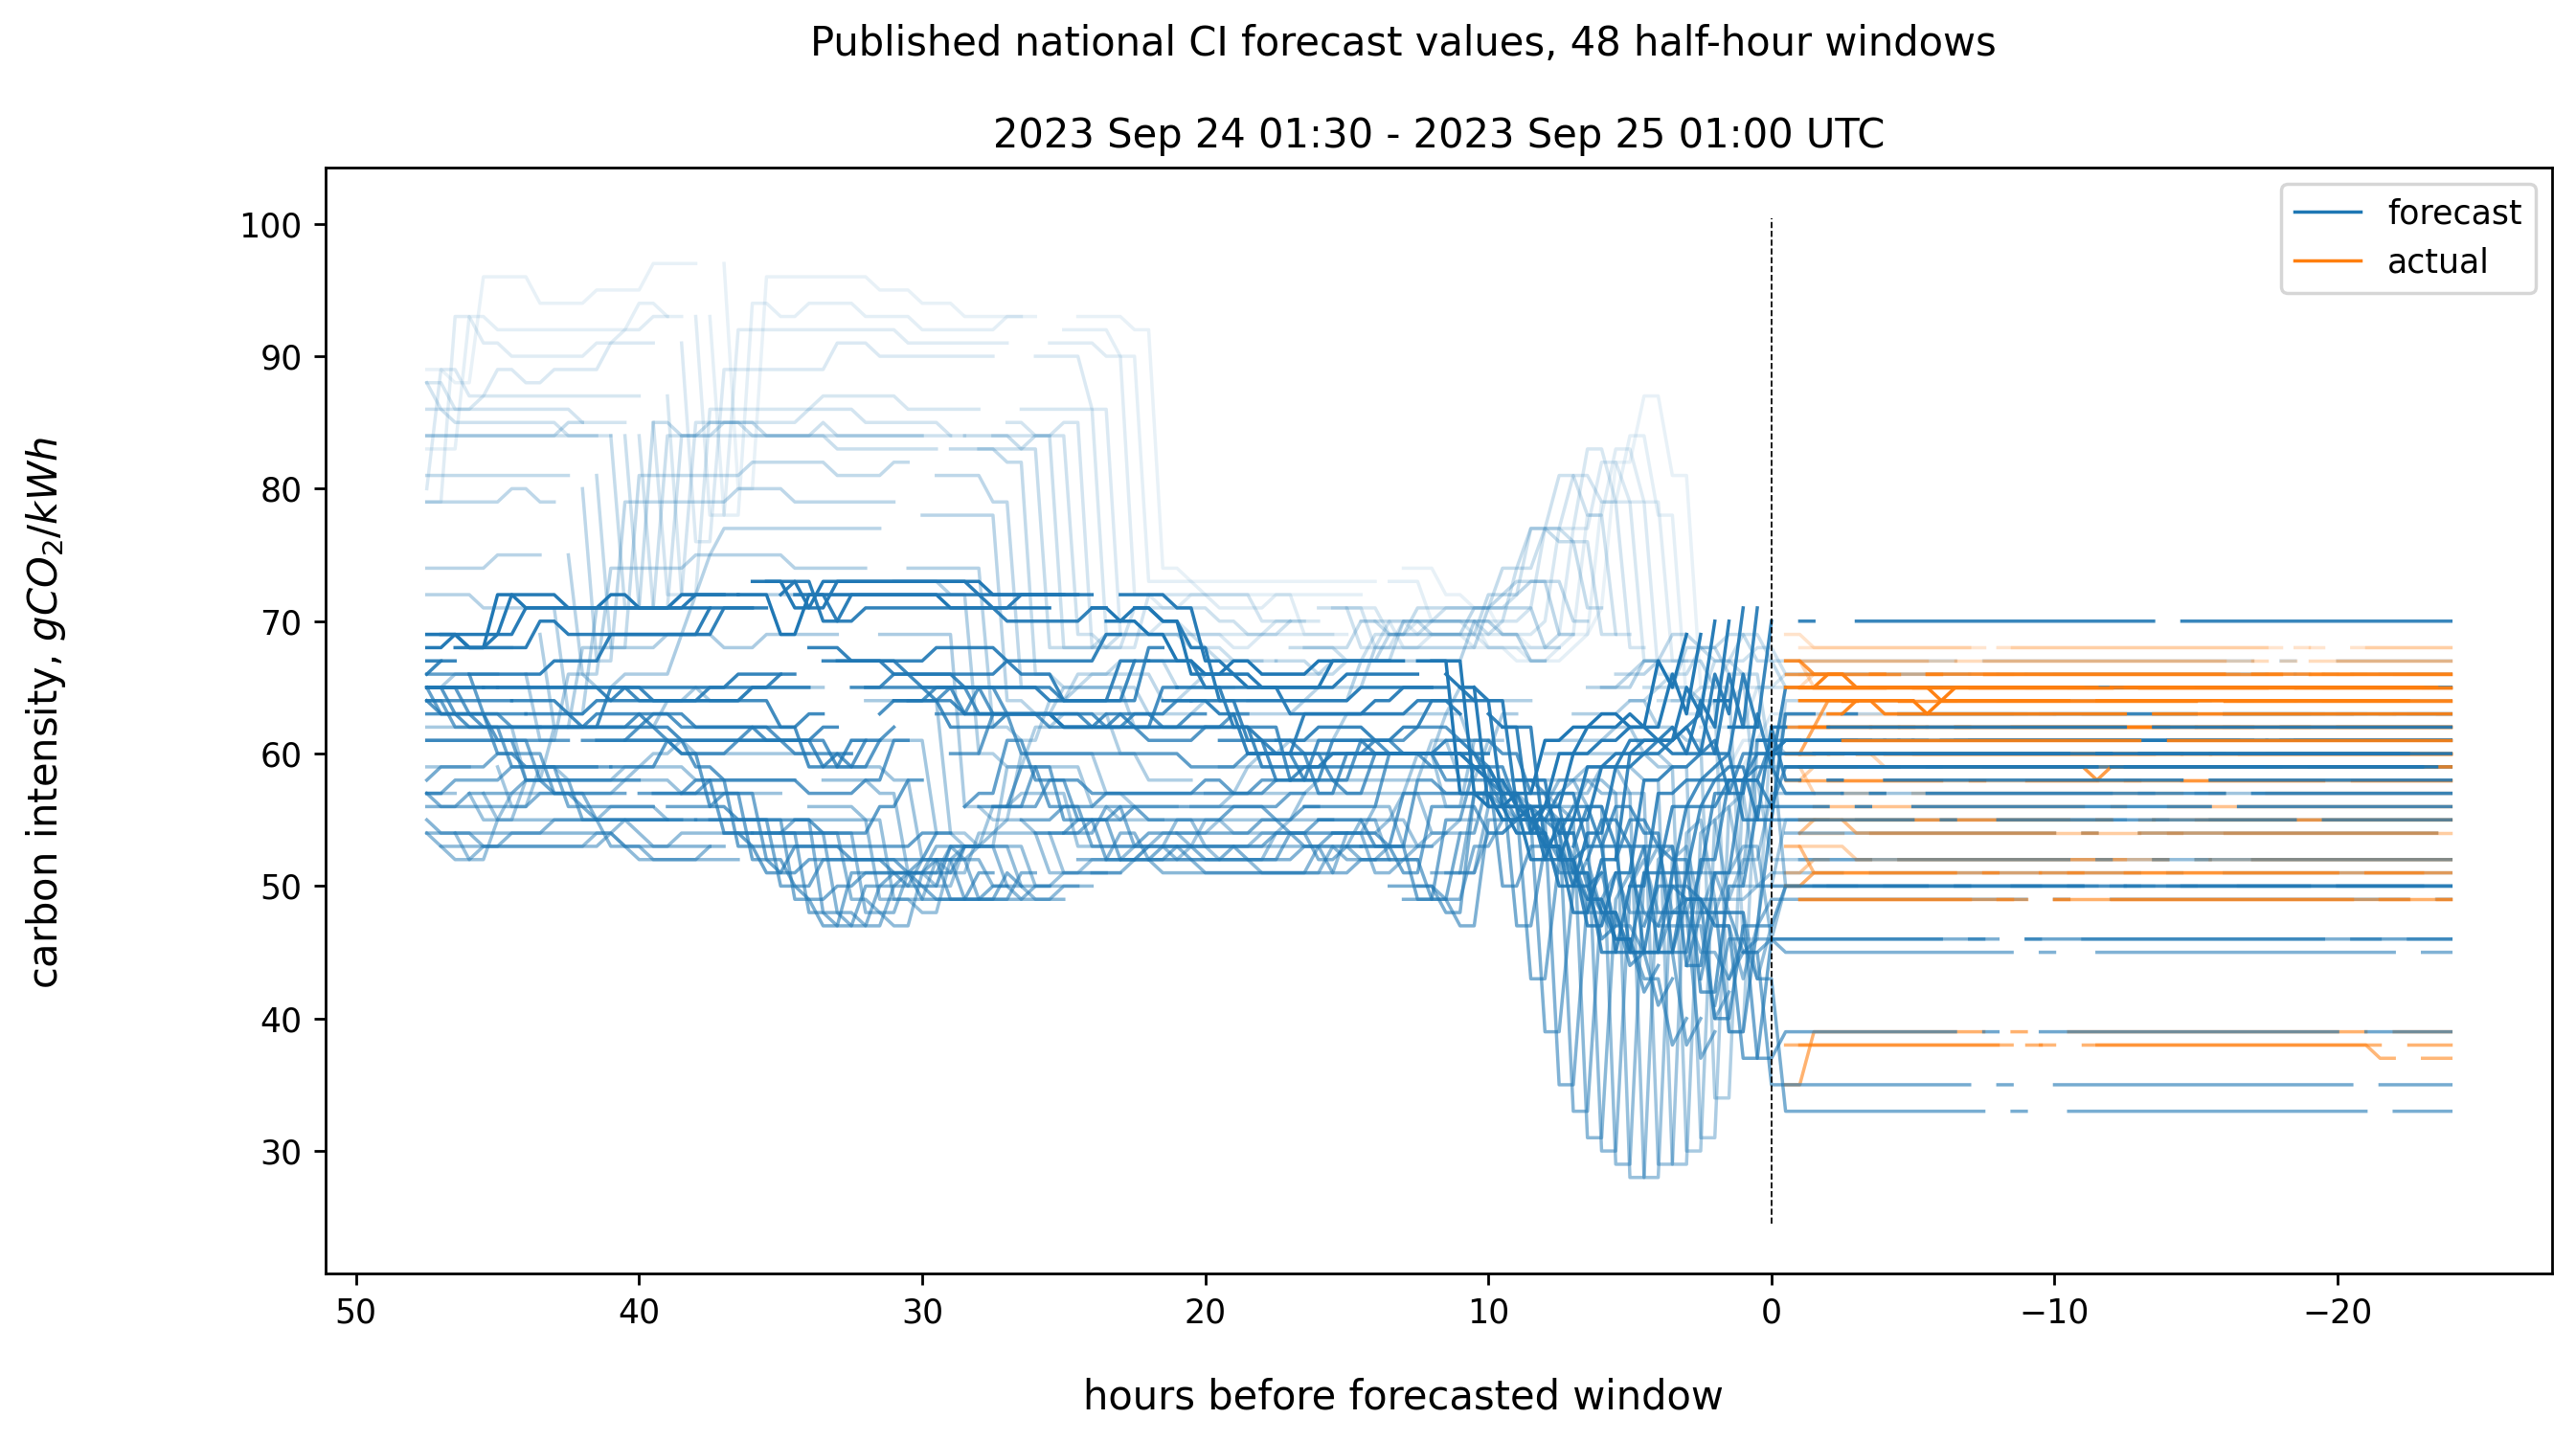 Published national CI forecast values, 48 half-hour windows
2023 Sep 24 01:30 - 2023 Sep 25 01:00 UTC
forecast
actual
carbon intensity, gCO₂/kWh
100
90
80
70
60
50
40
30
50 40 30 20 10 0 −10 −20
hours before forecasted window